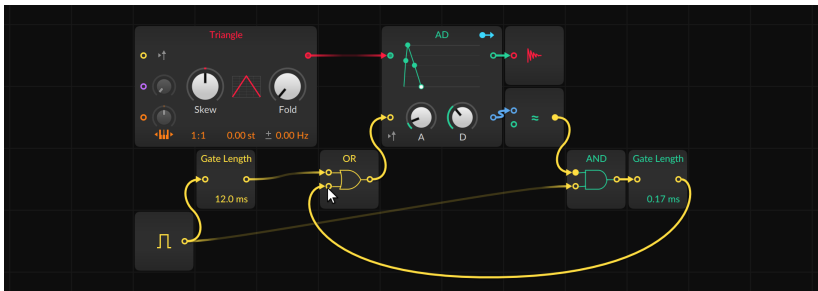 Triangle
AD
Skew
Fold
A
D
1:1
0.00 st
± 0.00 Hz
Gate Length
OR
AND
Gate Length
12.0 ms
0.17 ms